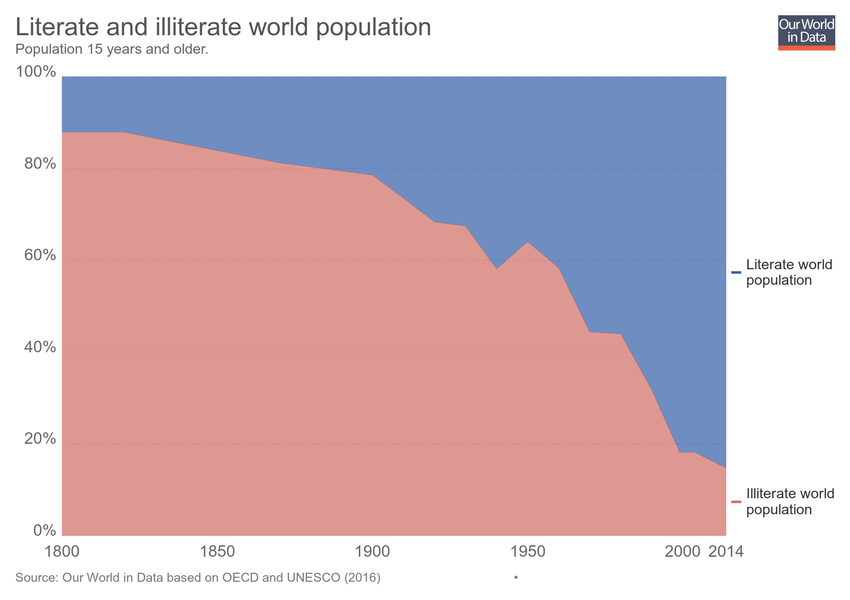 Literate and illiterate world population
Population 15 years and older.
Our World
in Data
100%
80%
60%
40%
20%
0%
1800 1850 1900 1950 2000 2014
Literate world
population
Illiterate world
population
Source: Our World in Data based on OECD and UNESCO (2016)
•